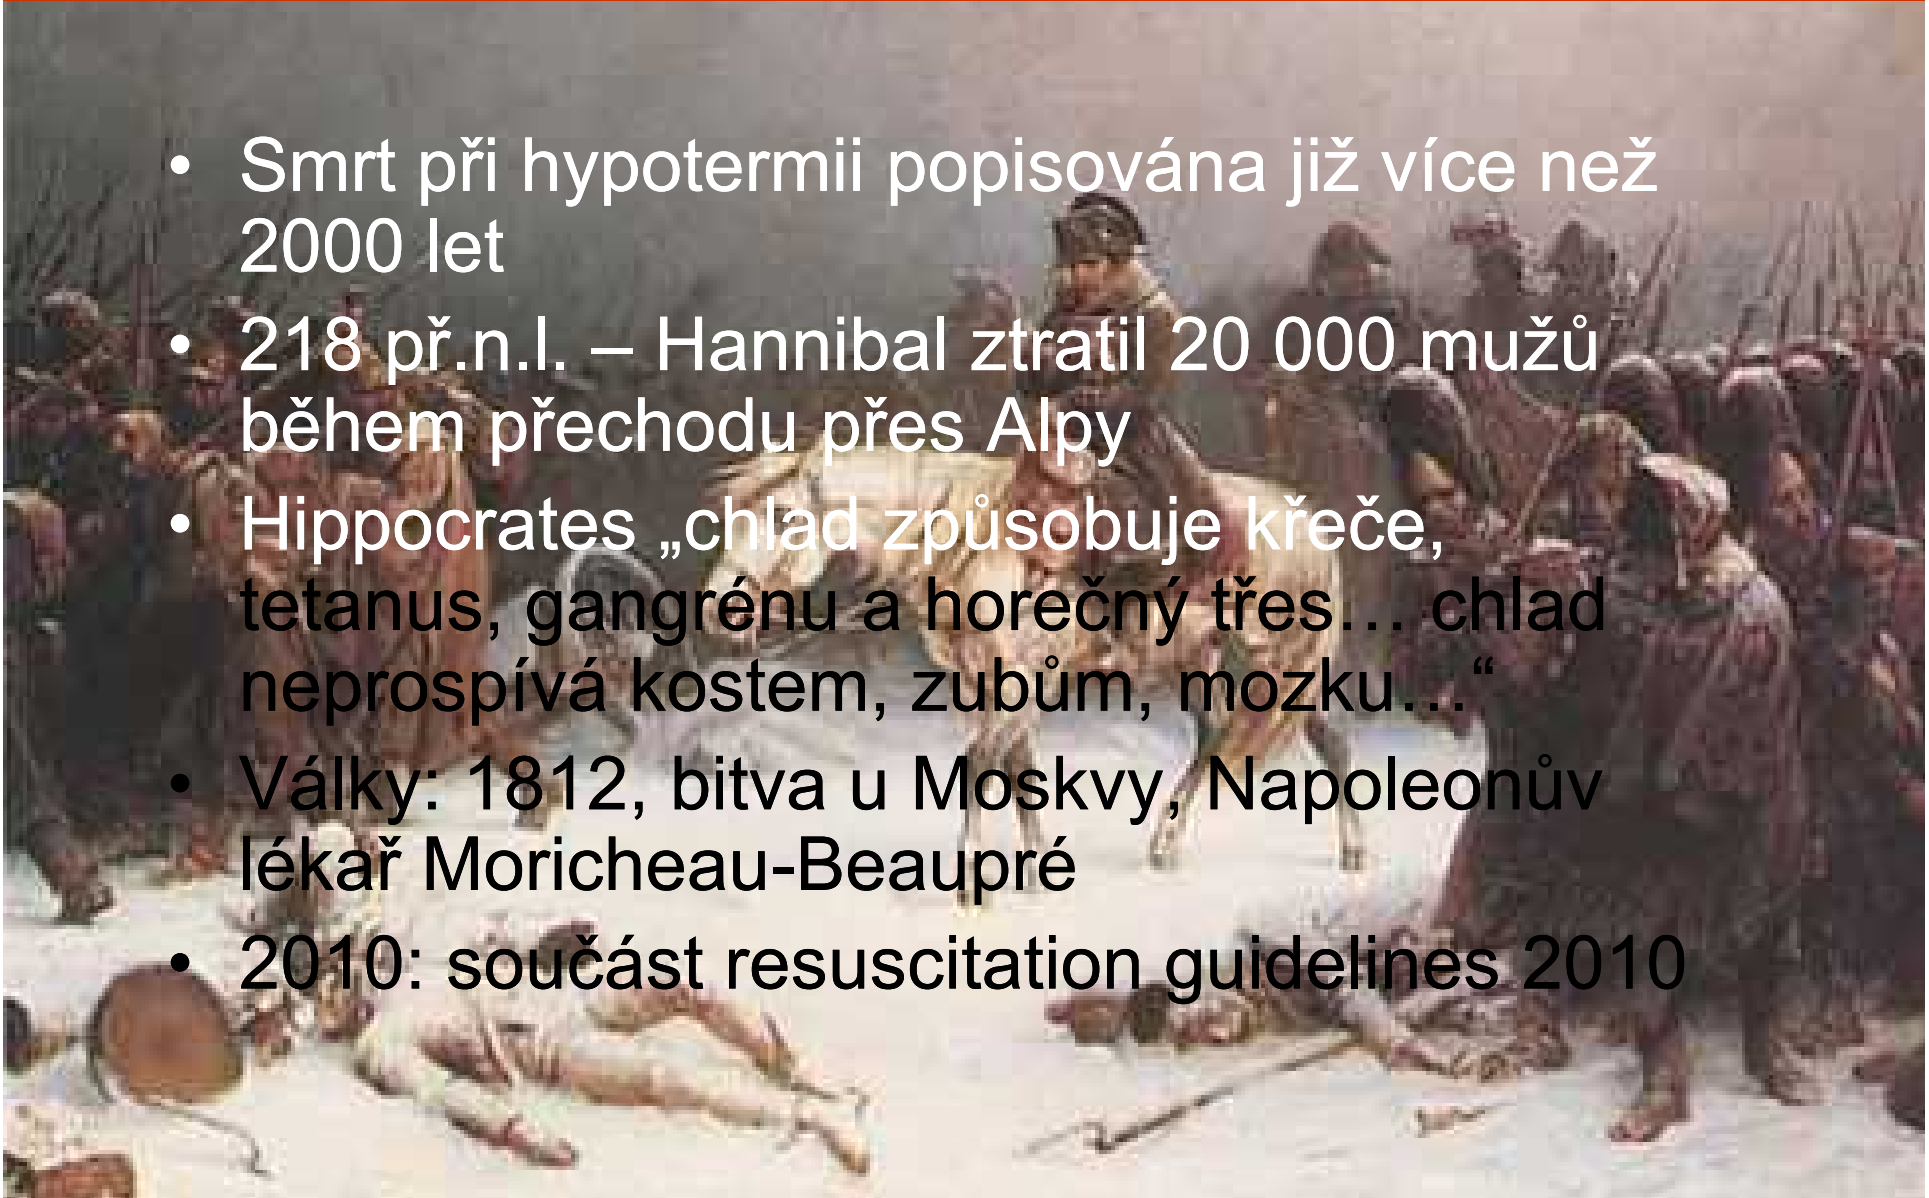 • Smrt při hypotermii popisována již více než
2000 let
• 218 př.n.l. – Hannibal ztratil 20 000 mužů
během přechodu přes Alpy
• Hippocrates „chlad způsobuje křeče,
tetanus, gangrénu a horečný třes… chlad
neprospívá kostem, zubům, mozku…“
• Války: 1812, bitva u Moskvy, Napoleonův
lékař Moricheau-Beaupré
• 2010: součást resuscitation guidelines 2010